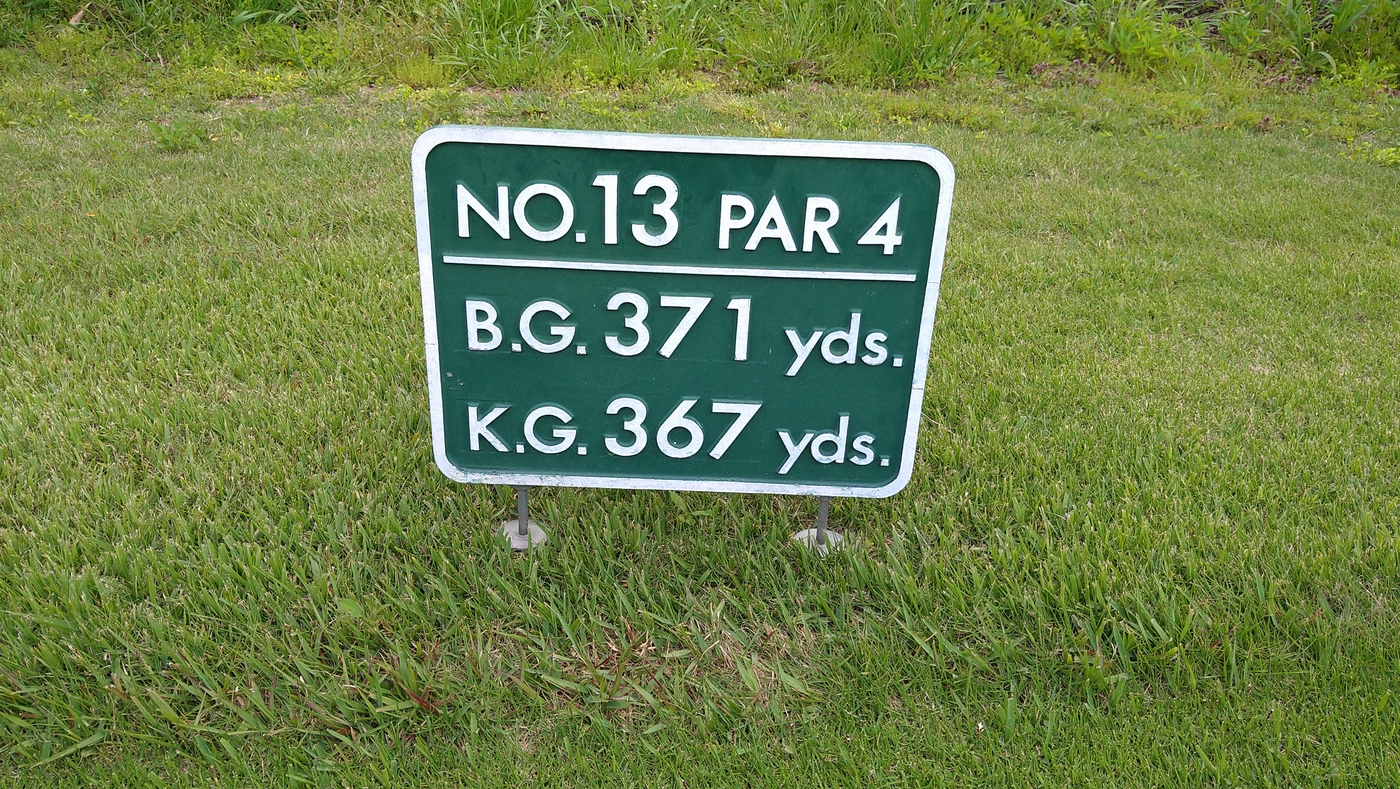 NO.13 PAR 4
B.G. 371 yds.
K.G. 367 yds.